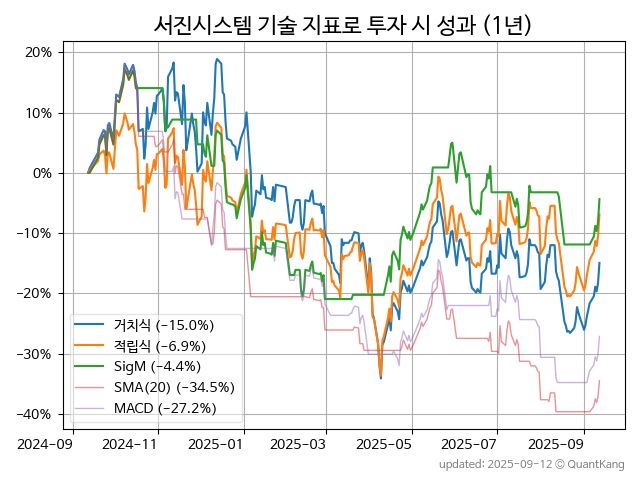 서진시스템 기술 지표로 투자 시 성과 (1년)
20%
10%
0%
−10%
−20%
−30%
−40%
거치식 (−15.0%)
적립식 (−6.9%)
SigM (−4.4%)
SMA(20) (−34.5%)
MACD (−27.2%)
2024-09 2024-11 2025-01 2025-03 2025-05 2025-07 2025-09
updated: 2025-09-12 © QuantKang